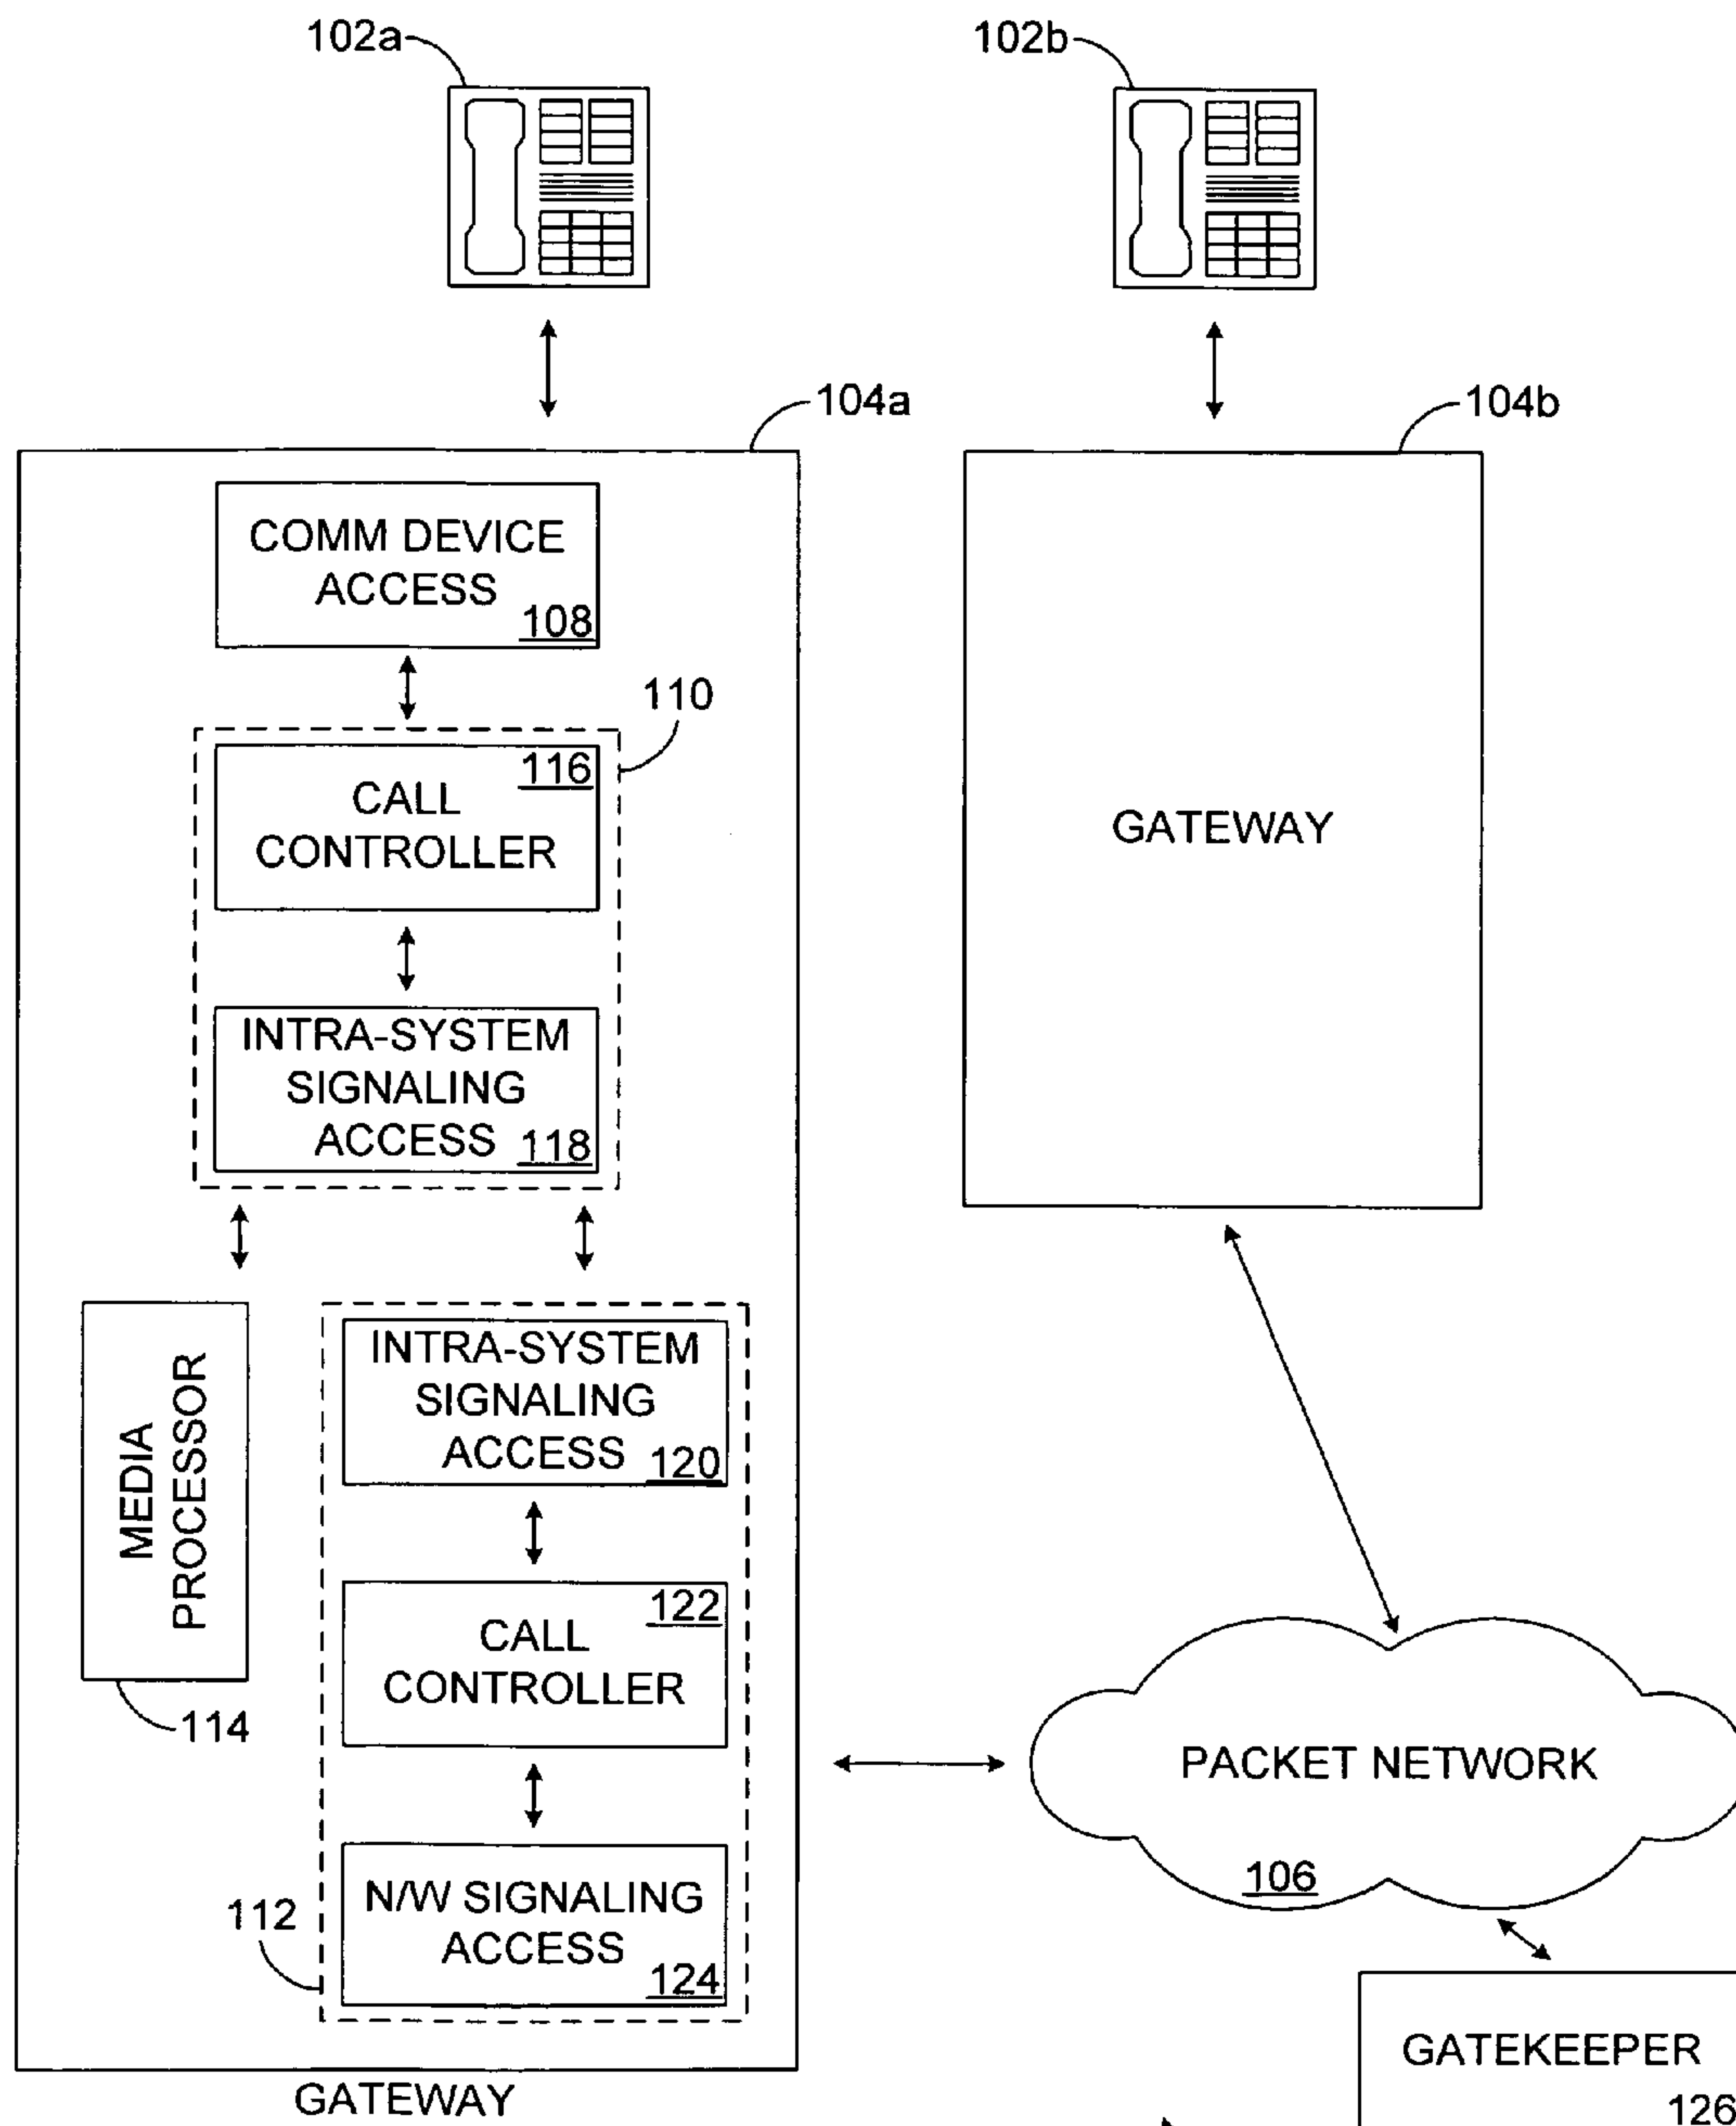 102a
102b
104a
104b
COMM DEVICE
ACCESS
108
110
116
CALL
CONTROLLER
GATEWAY
INTRA-SYSTEM
SIGNALING
ACCESS
118
INTRA-SYSTEM
SIGNALING
ACCESS
120
MEDIA
PROCESSOR
114
122
CALL
CONTROLLER
PACKET NETWORK
106
N/W SIGNALING
ACCESS
124
112
GATEWAY
GATEKEEPER
126